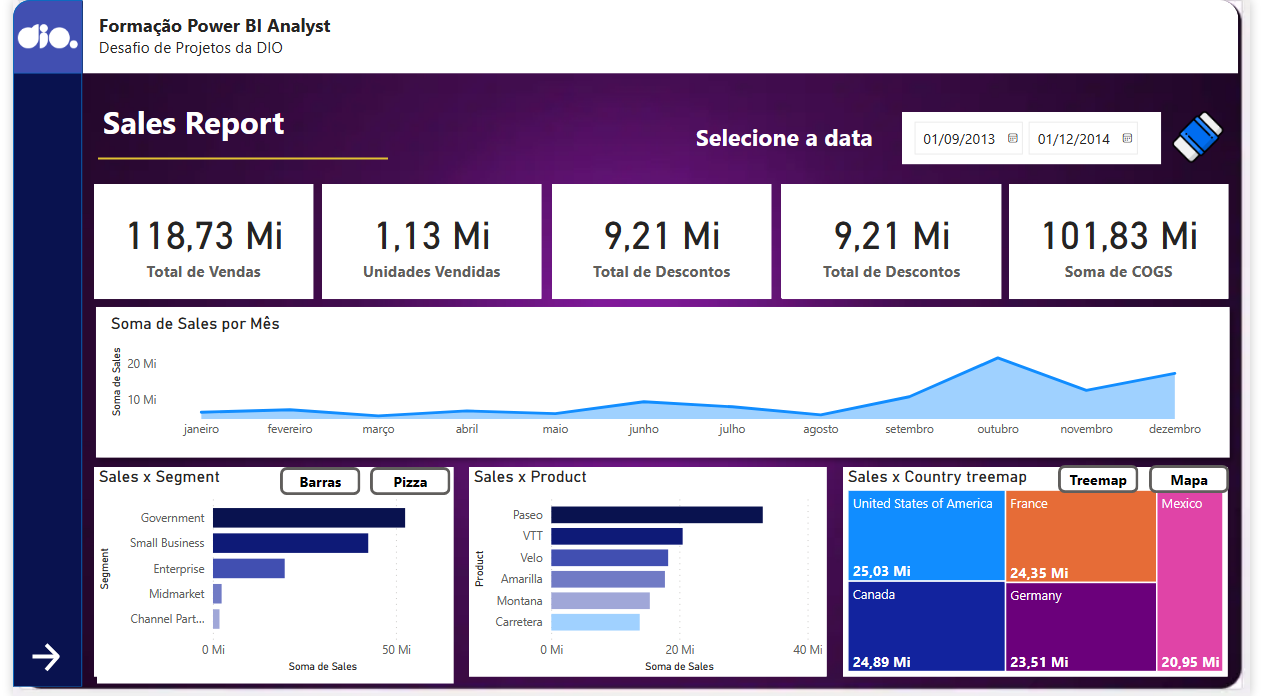 dio.
Formação Power BI Analyst
Desafio de Projetos da DIO
Sales Report
Selecione a data
01/09/2013
01/12/2014
118,73 Mi
Total de Vendas
1,13 Mi
Unidades Vendidas
9,21 Mi
Total de Descontos
9,21 Mi
Total de Descontos
101,83 Mi
Soma de COGS
Soma de Sales por Mês
Soma de Sales
20 Mi
10 Mi
janeiro fevereiro março abril maio junho julho agosto setembro outubro novembro dezembro
Sales x Segment
Barras
Pizza
Segment
Government
Small Business
Enterprise
Midmarket
Channel Part...
0 Mi 50 Mi
Soma de Sales
Sales x Product
Product
Paseo
VTT
Velo
Amarilla
Montana
Carretera
0 Mi 20 Mi 40 Mi
Soma de Sales
Sales x Country treemap
Treemap
Mapa
United States of America
25,03 Mi
France
24,35 Mi
Mexico
20,95 Mi
Canada
24,89 Mi
Germany
23,51 Mi